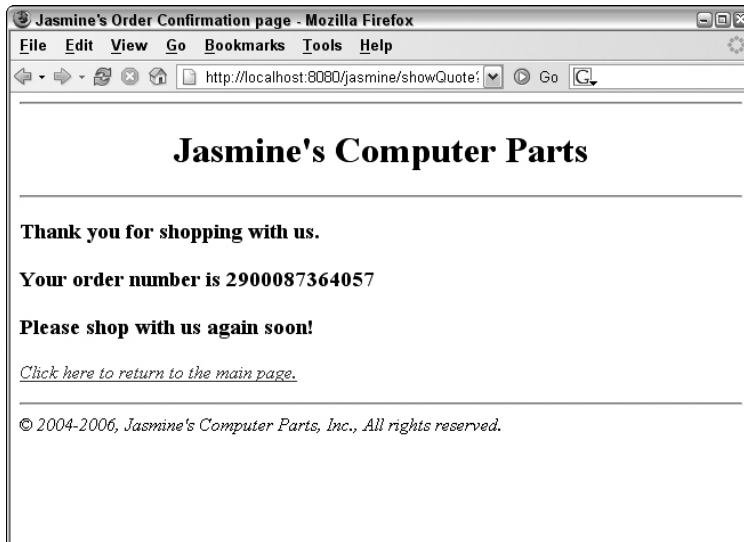 Jasmine's Order Confirmation page - Mozilla Firefox
File Edit View Go Bookmarks Tools Help
http://localhost:8080/jasmine/showQuote? Go G
Jasmine's Computer Parts
Thank you for shopping with us.
Your order number is 2900087364057
Please shop with us again soon!
Click here to return to the main page.
© 2004-2006, Jasmine's Computer Parts, Inc., All rights reserved.